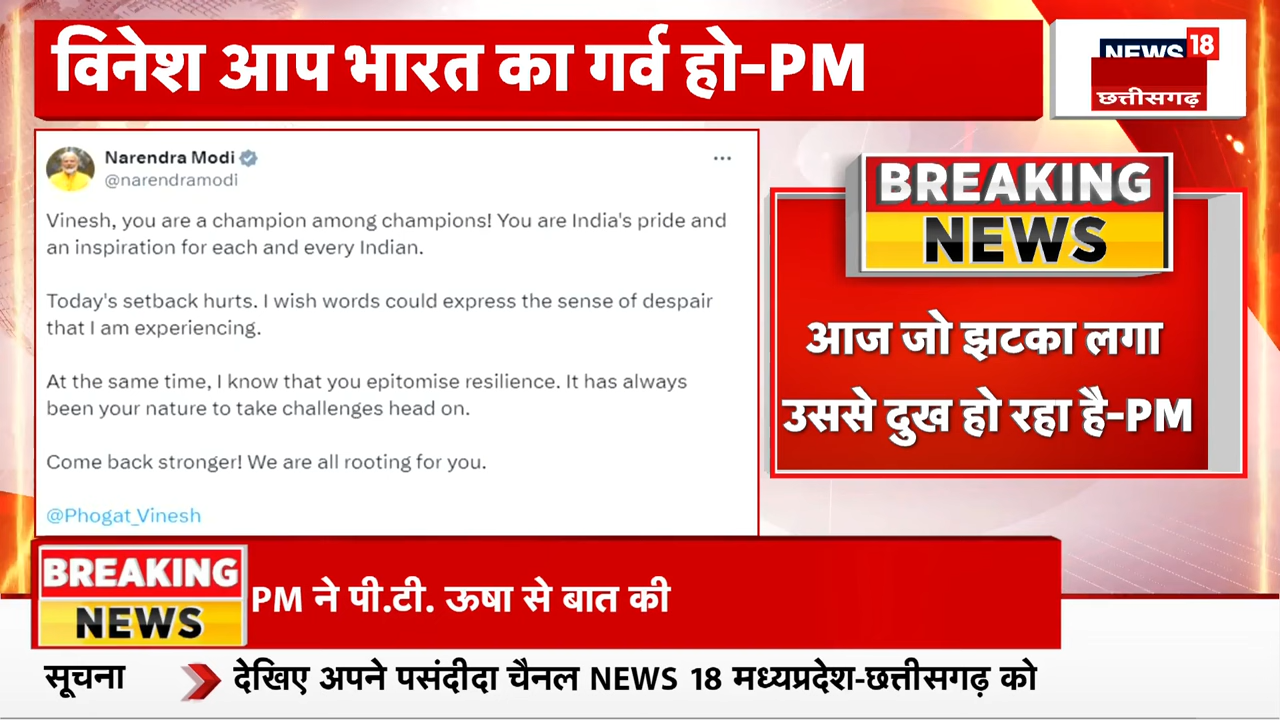 विनेश आप भारत का गर्व हो-PM
NEWS 18
छत्तीसगढ़
Narendra Modi
@narendramodi
Vinesh, you are a champion among champions! You are India's pride and
an inspiration for each and every Indian.
Today's setback hurts. I wish words could express the sense of despair
that I am experiencing.
At the same time, I know that you epitomise resilience. It has always
been your nature to take challenges head on.
Come back stronger! We are all rooting for you.
@Phogat_Vinesh
BREAKING
NEWS
आज जो झटका लगा
उससे दुख हो रहा है-PM
BREAKING
NEWS
PM ने पी.टी. ऊषा से बात की
सूचना देखिए अपने पसंदीदा चैनल NEWS 18 मध्यप्रदेश-छत्तीसगढ़ को